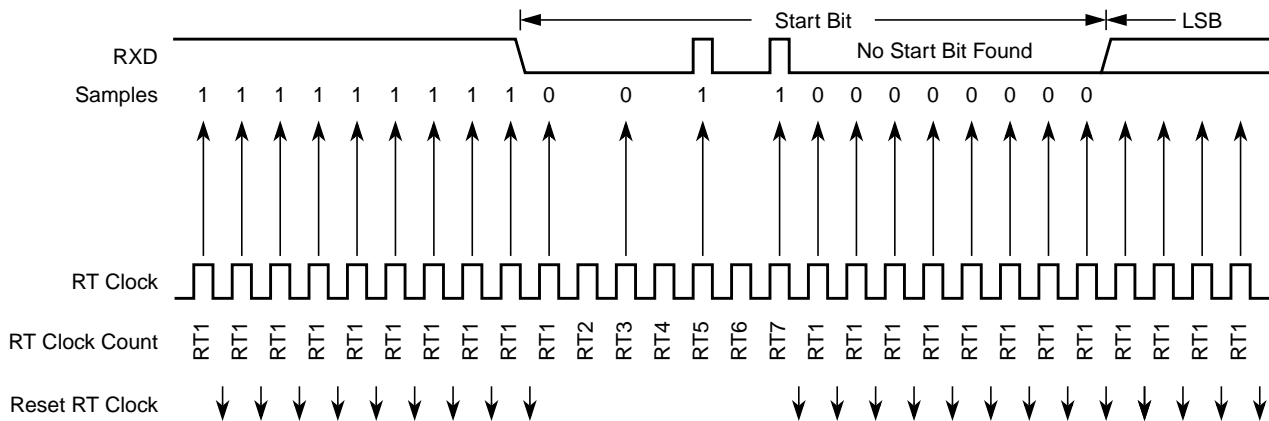 Start Bit LSB
RXD No Start Bit Found
Samples 1 1 1 1 1 1 1 1 1 0 0 1 1 0 0 0 0 0 0 0 0
RT Clock
RT Clock Count RT1 RT1 RT1 RT1 RT1 RT1 RT1 RT1 RT1 RT1 RT2 RT3 RT4 RT5 RT6 RT7 RT1 RT1 RT1 RT1 RT1 RT1 RT1 RT1 RT1 RT1 RT1 RT1
Reset RT Clock